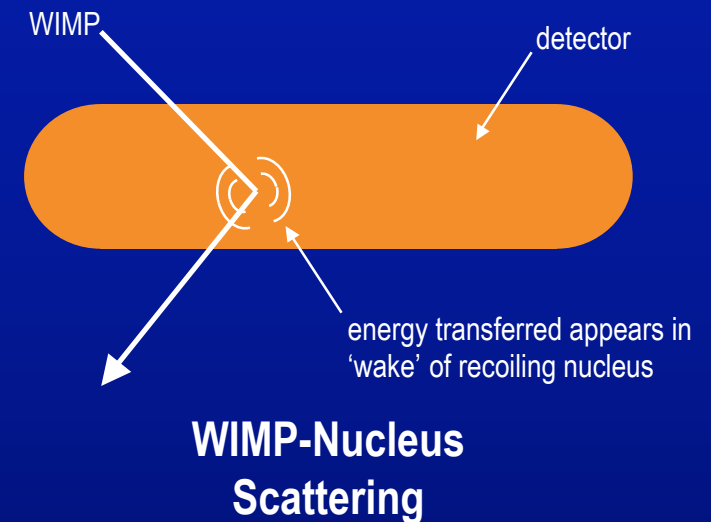 WIMP
detector
energy transferred appears in
‘wake’ of recoiling nucleus
WIMP-Nucleus
Scattering